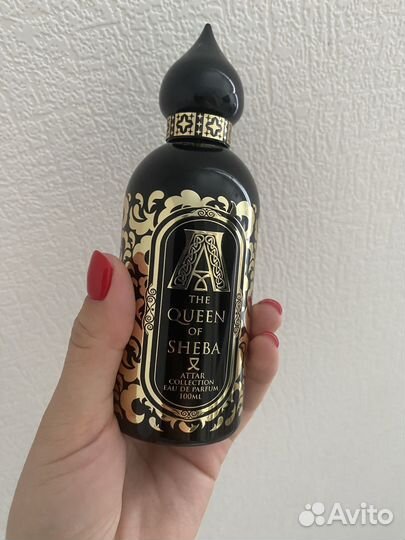 A
THE
QUEEN
OF
SHEBA
ATTAR
COLLECTION
EAU DE PARFUM
100ML
Avito